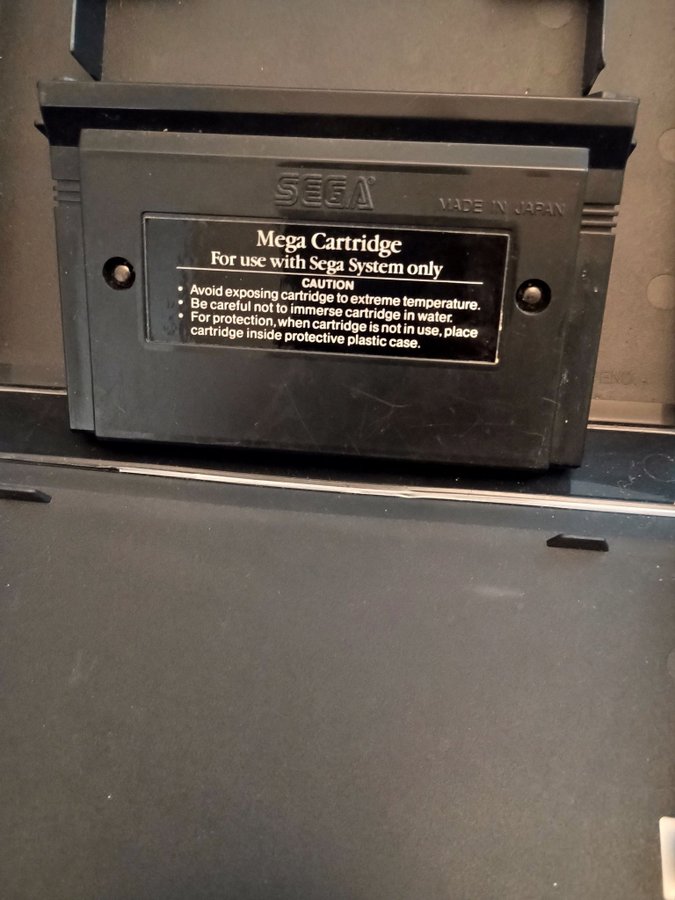 SEGA®
MADE IN JAPAN
Mega Cartridge
For use with Sega System only
CAUTION
• Avoid exposing cartridge to extreme temperature.
• Be careful not to immerse cartridge in water.
• For protection, when cartridge is not in use, place
cartridge inside protective plastic case.